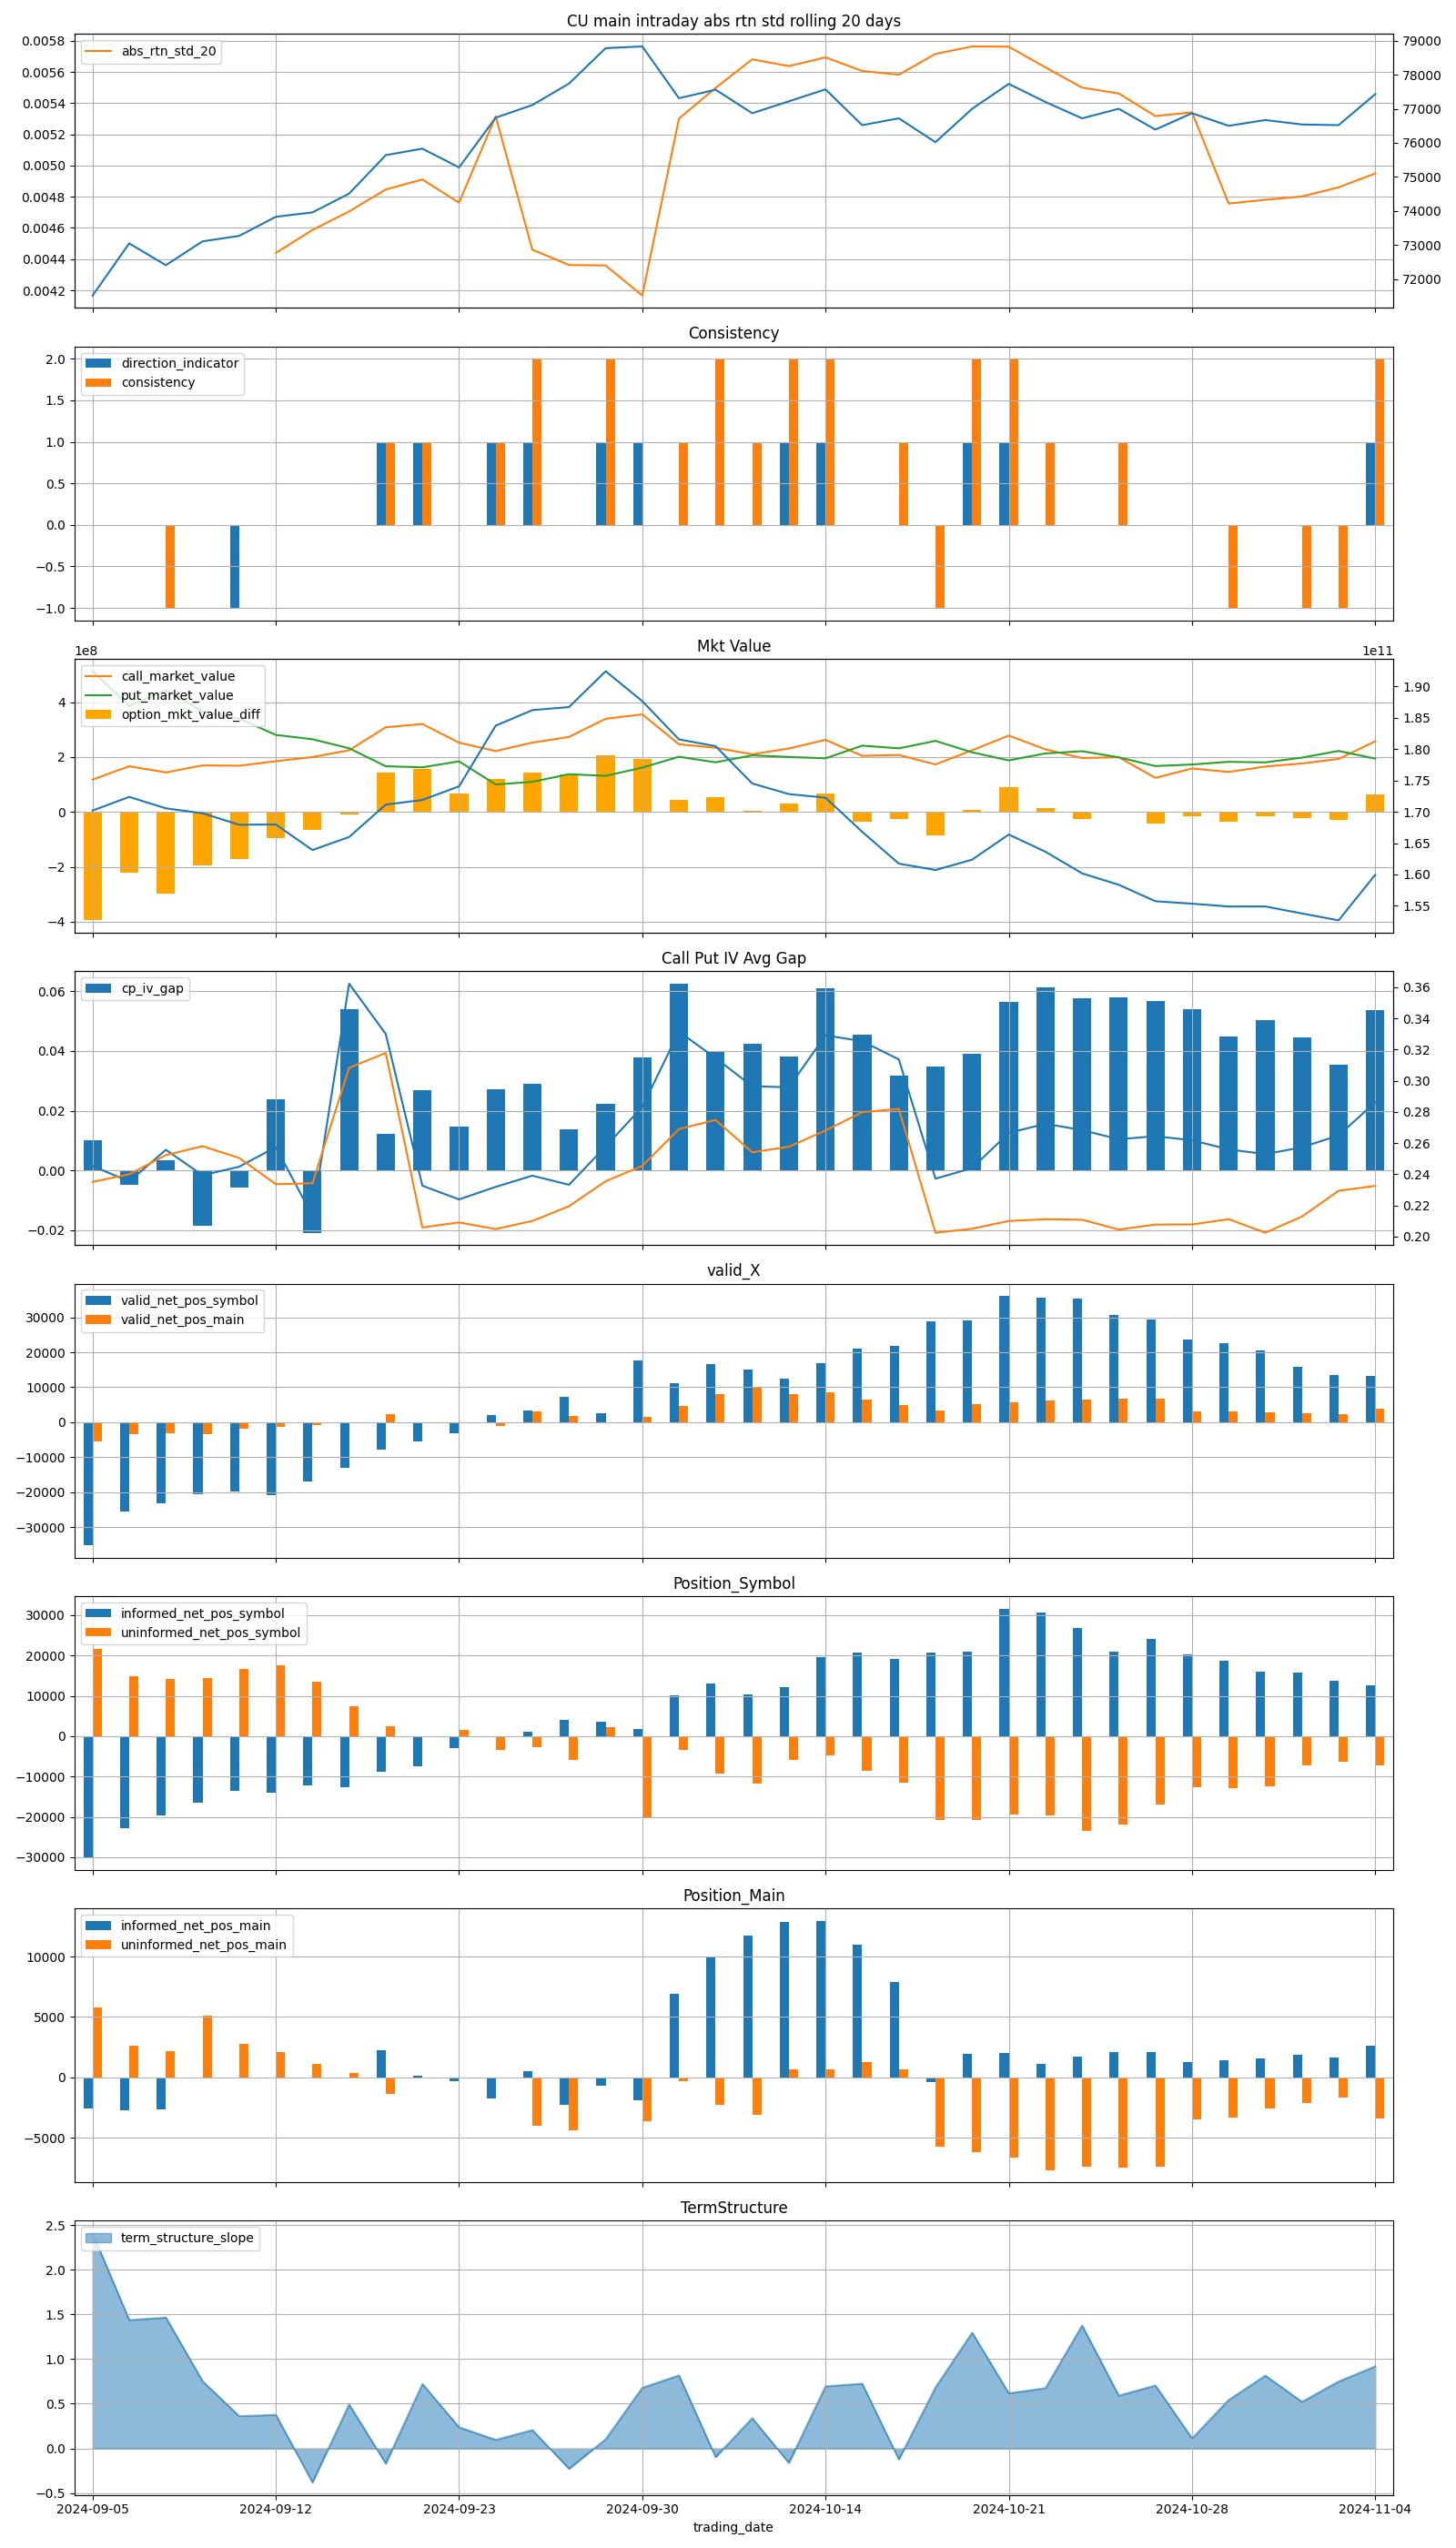 CU main intraday abs rtn std rolling 20 days
abs_rtn_std_20
0.0058
0.0056
0.0054
0.0052
0.0050
0.0048
0.0046
0.0044
0.0042
79000
78000
77000
76000
75000
74000
73000
72000
Consistency
direction_indicator
consistency
2.0
1.5
1.0
0.5
0.0
−0.5
−1.0
Mkt Value
1e8
1e11
call_market_value
put_market_value
option_mkt_value_diff
4
2
0
−2
−4
1.90
1.85
1.80
1.75
1.70
1.65
1.60
1.55
Call Put IV Avg Gap
cp_iv_gap
0.06
0.04
0.02
0.00
−0.02
0.36
0.34
0.32
0.30
0.28
0.26
0.24
0.22
0.20
valid_X
valid_net_pos_symbol
valid_net_pos_main
30000
20000
10000
0
−10000
−20000
−30000
Position_Symbol
informed_net_pos_symbol
uninformed_net_pos_symbol
30000
20000
10000
0
−10000
−20000
−30000
Position_Main
informed_net_pos_main
uninformed_net_pos_main
10000
5000
0
−5000
TermStructure
term_structure_slope
2.5
2.0
1.5
1.0
0.5
0.0
−0.5
2024-09-05 2024-09-12 2024-09-23 2024-09-30 2024-10-14 2024-10-21 2024-10-28 2024-11-04
trading_date